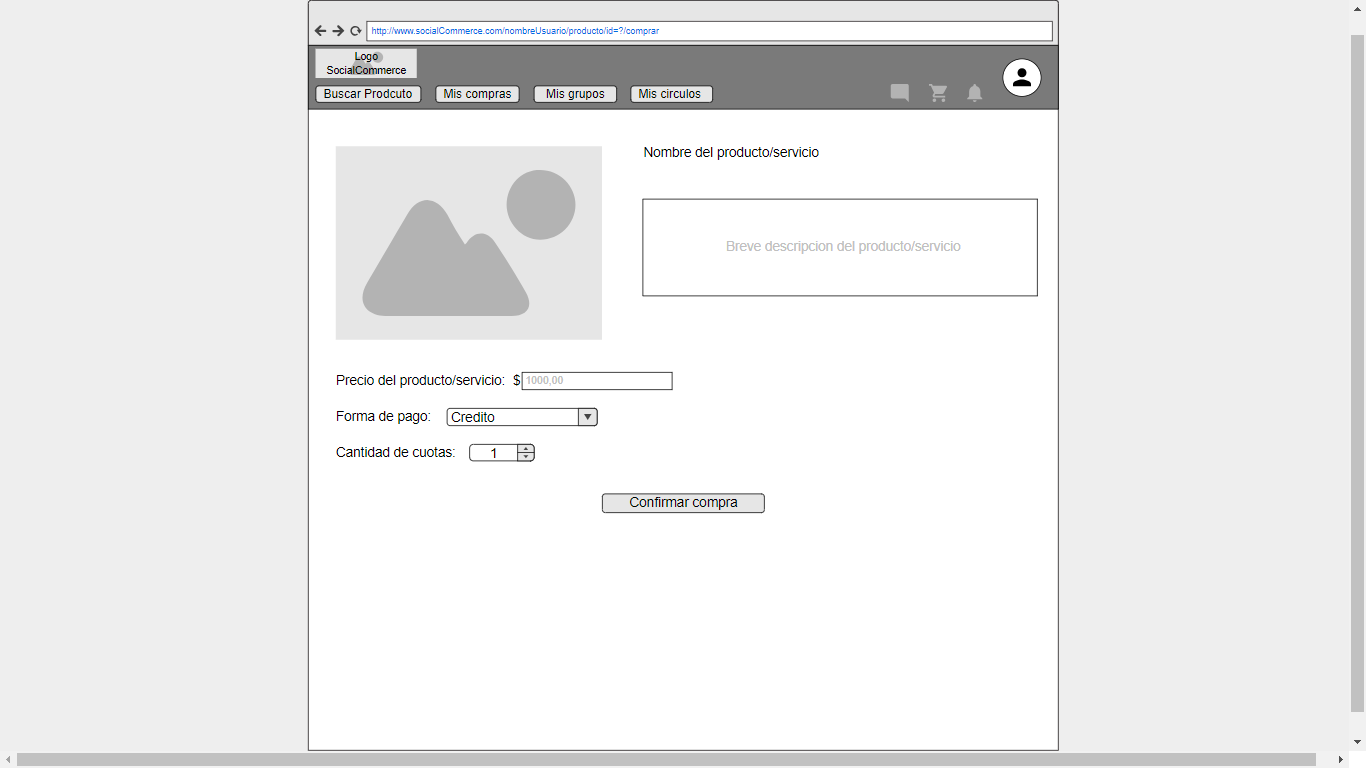 http://www.socialCommerce.com/nombreUsuario/producto/id=?/comprar
Logo
SocialCommerce
Buscar Prodcuto Mis compras Mis grupos Mis circulos
Nombre del producto/servicio
Breve descripcion del producto/servicio
Precio del producto/servicio: $ 1000,00
Forma de pago: Credito
Cantidad de cuotas: 1
Confirmar compra